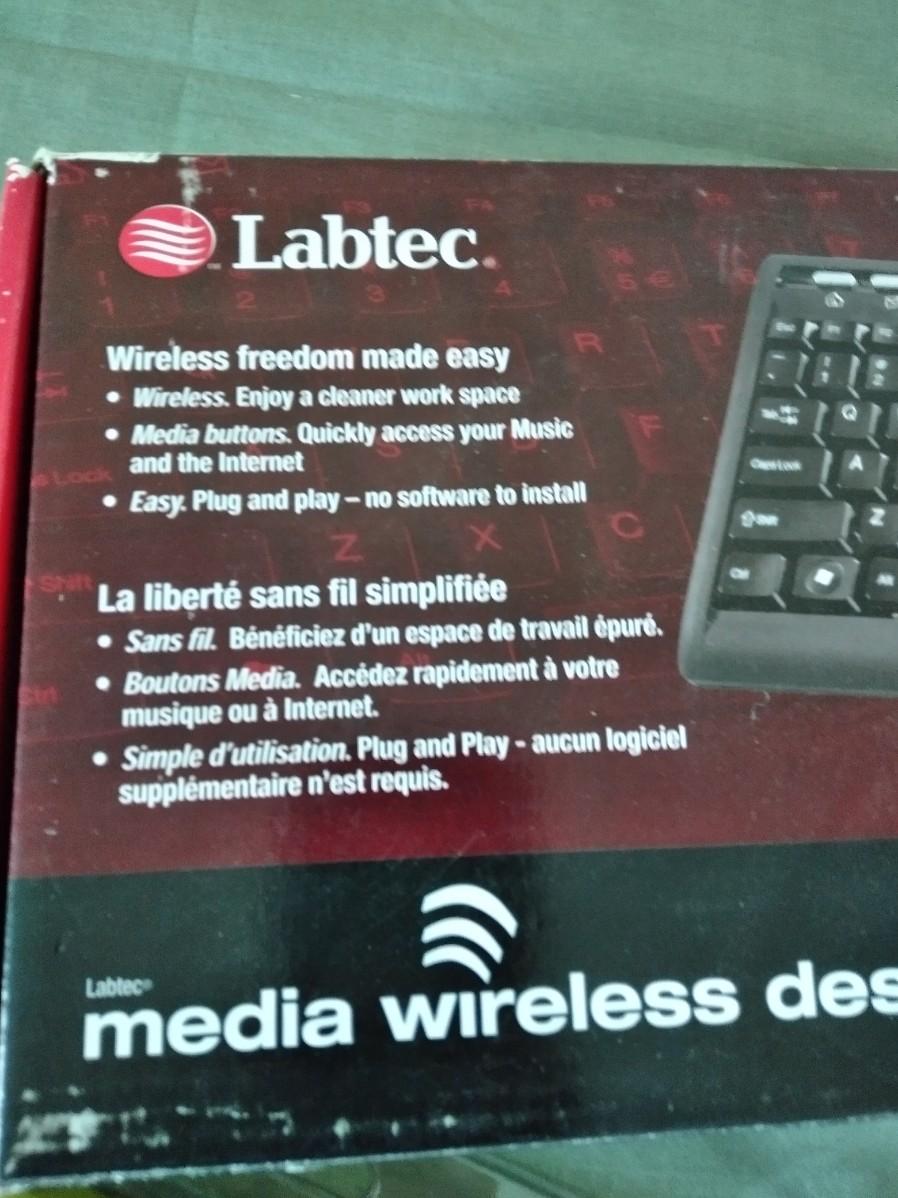 Labtec
Wireless freedom made easy
• Wireless. Enjoy a cleaner work space
• Media buttons. Quickly access your Music
and the Internet
• Easy. Plug and play – no software to install
La liberté sans fil simplifiée
• Sans fil. Bénéficiez d'un espace de travail épuré.
• Boutons Media. Accédez rapidement à votre
musique ou à Internet.
• Simple d'utilisation. Plug and Play - aucun logiciel
supplémentaire n'est requis.
Labtec®
media wireless des